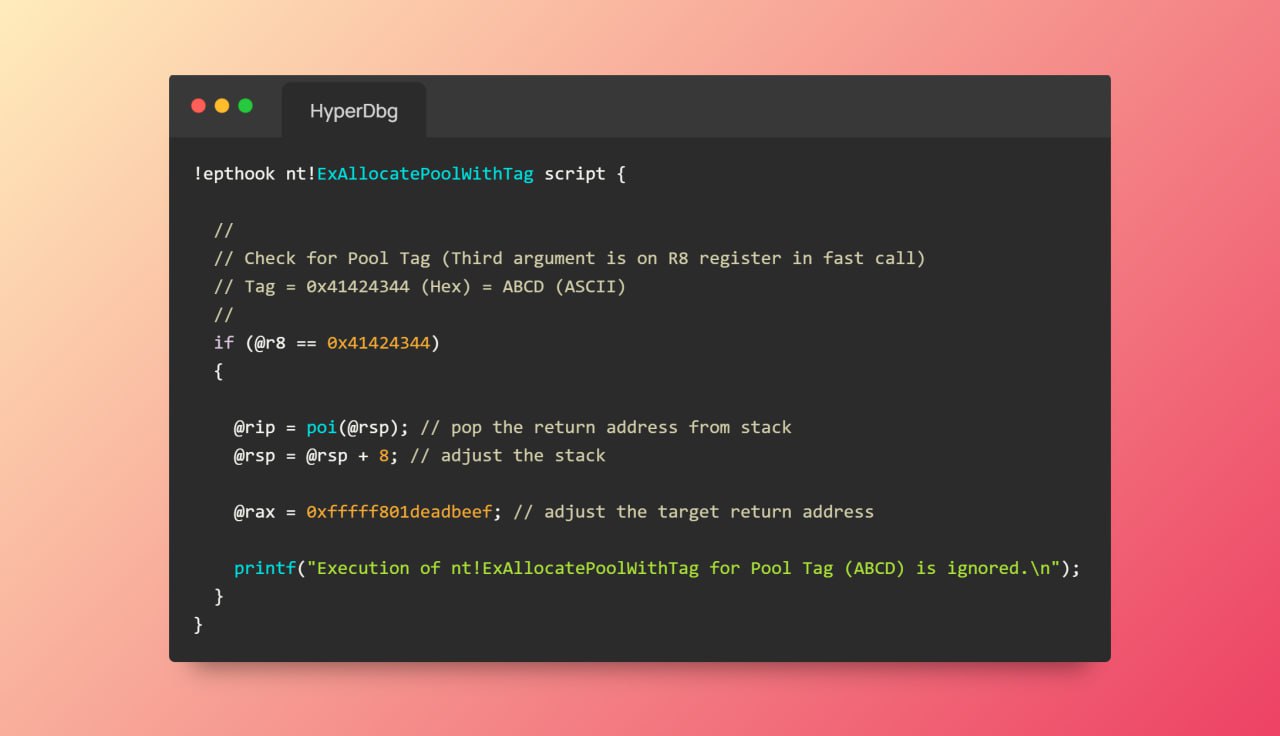 HyperDbg
!epthook nt!ExAllocatePoolWithTag script {
//
// Check for Pool Tag (Third argument is on R8 register in fast call)
// Tag = 0x41424344 (Hex) = ABCD (ASCII)
//
if (@r8 == 0x41424344)
{
@rip = poi(@rsp); // pop the return address from stack
@rsp = @rsp + 8; // adjust the stack
@rax = 0xfffff801deadbeef; // adjust the target return address
printf("Execution of nt!ExAllocatePoolWithTag for Pool Tag (ABCD) is ignored.\n");
}
}